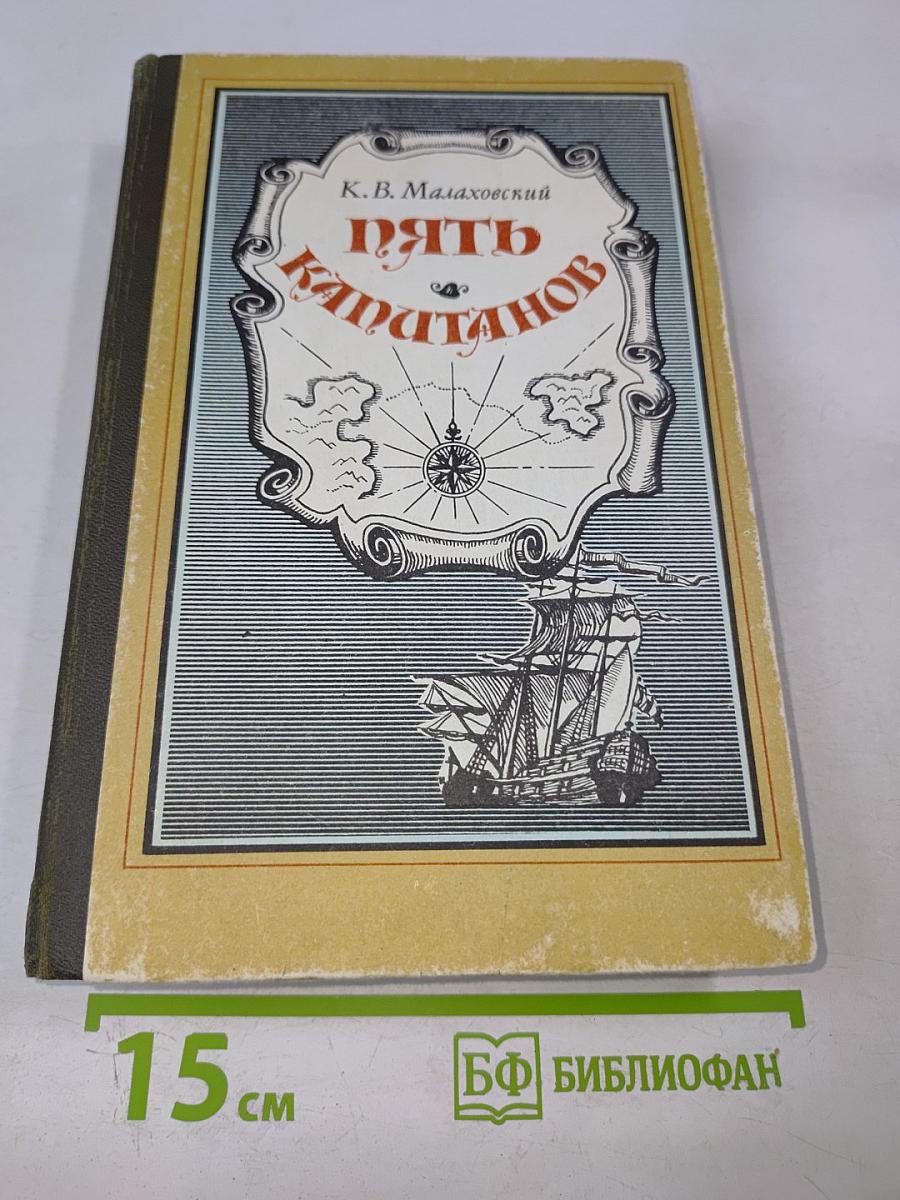 К. В. Малаховский
ПЯТЬ
КАПИТАНОВ
15 см
БФ БИБЛИОФАН